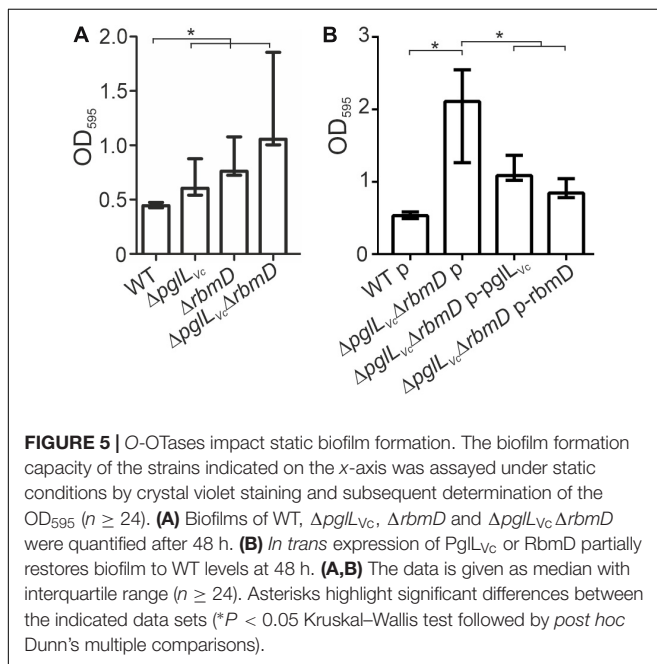 A
*
2.0
1.5
1.0
0.5
0
OD595
WT
ΔpglLVc
ΔrbmD
ΔpglLVcΔrbmD
B
*
*
3
2
1
0
OD595
WT p
ΔpglLVcΔrbmD p
ΔpglLVcΔrbmD p-pglLVc
ΔpglLVcΔrbmD p-rbmD
FIGURE 5 | O-OTases impact static biofilm formation. The biofilm formation
capacity of the strains indicated on the x-axis was assayed under static
conditions by crystal violet staining and subsequent determination of the
OD595 (n ≥ 24). (A) Biofilms of WT, ΔpglLVc, ΔrbmD and ΔpglLVc ΔrbmD
were quantified after 48 h. (B) In trans expression of PglLVc or RbmD partially
restores biofilm to WT levels at 48 h. (A,B) The data is given as median with
interquartile range (n ≥ 24). Asterisks highlight significant differences between
the indicated data sets (*P < 0.05 Kruskal–Wallis test followed by post hoc
Dunn's multiple comparisons).